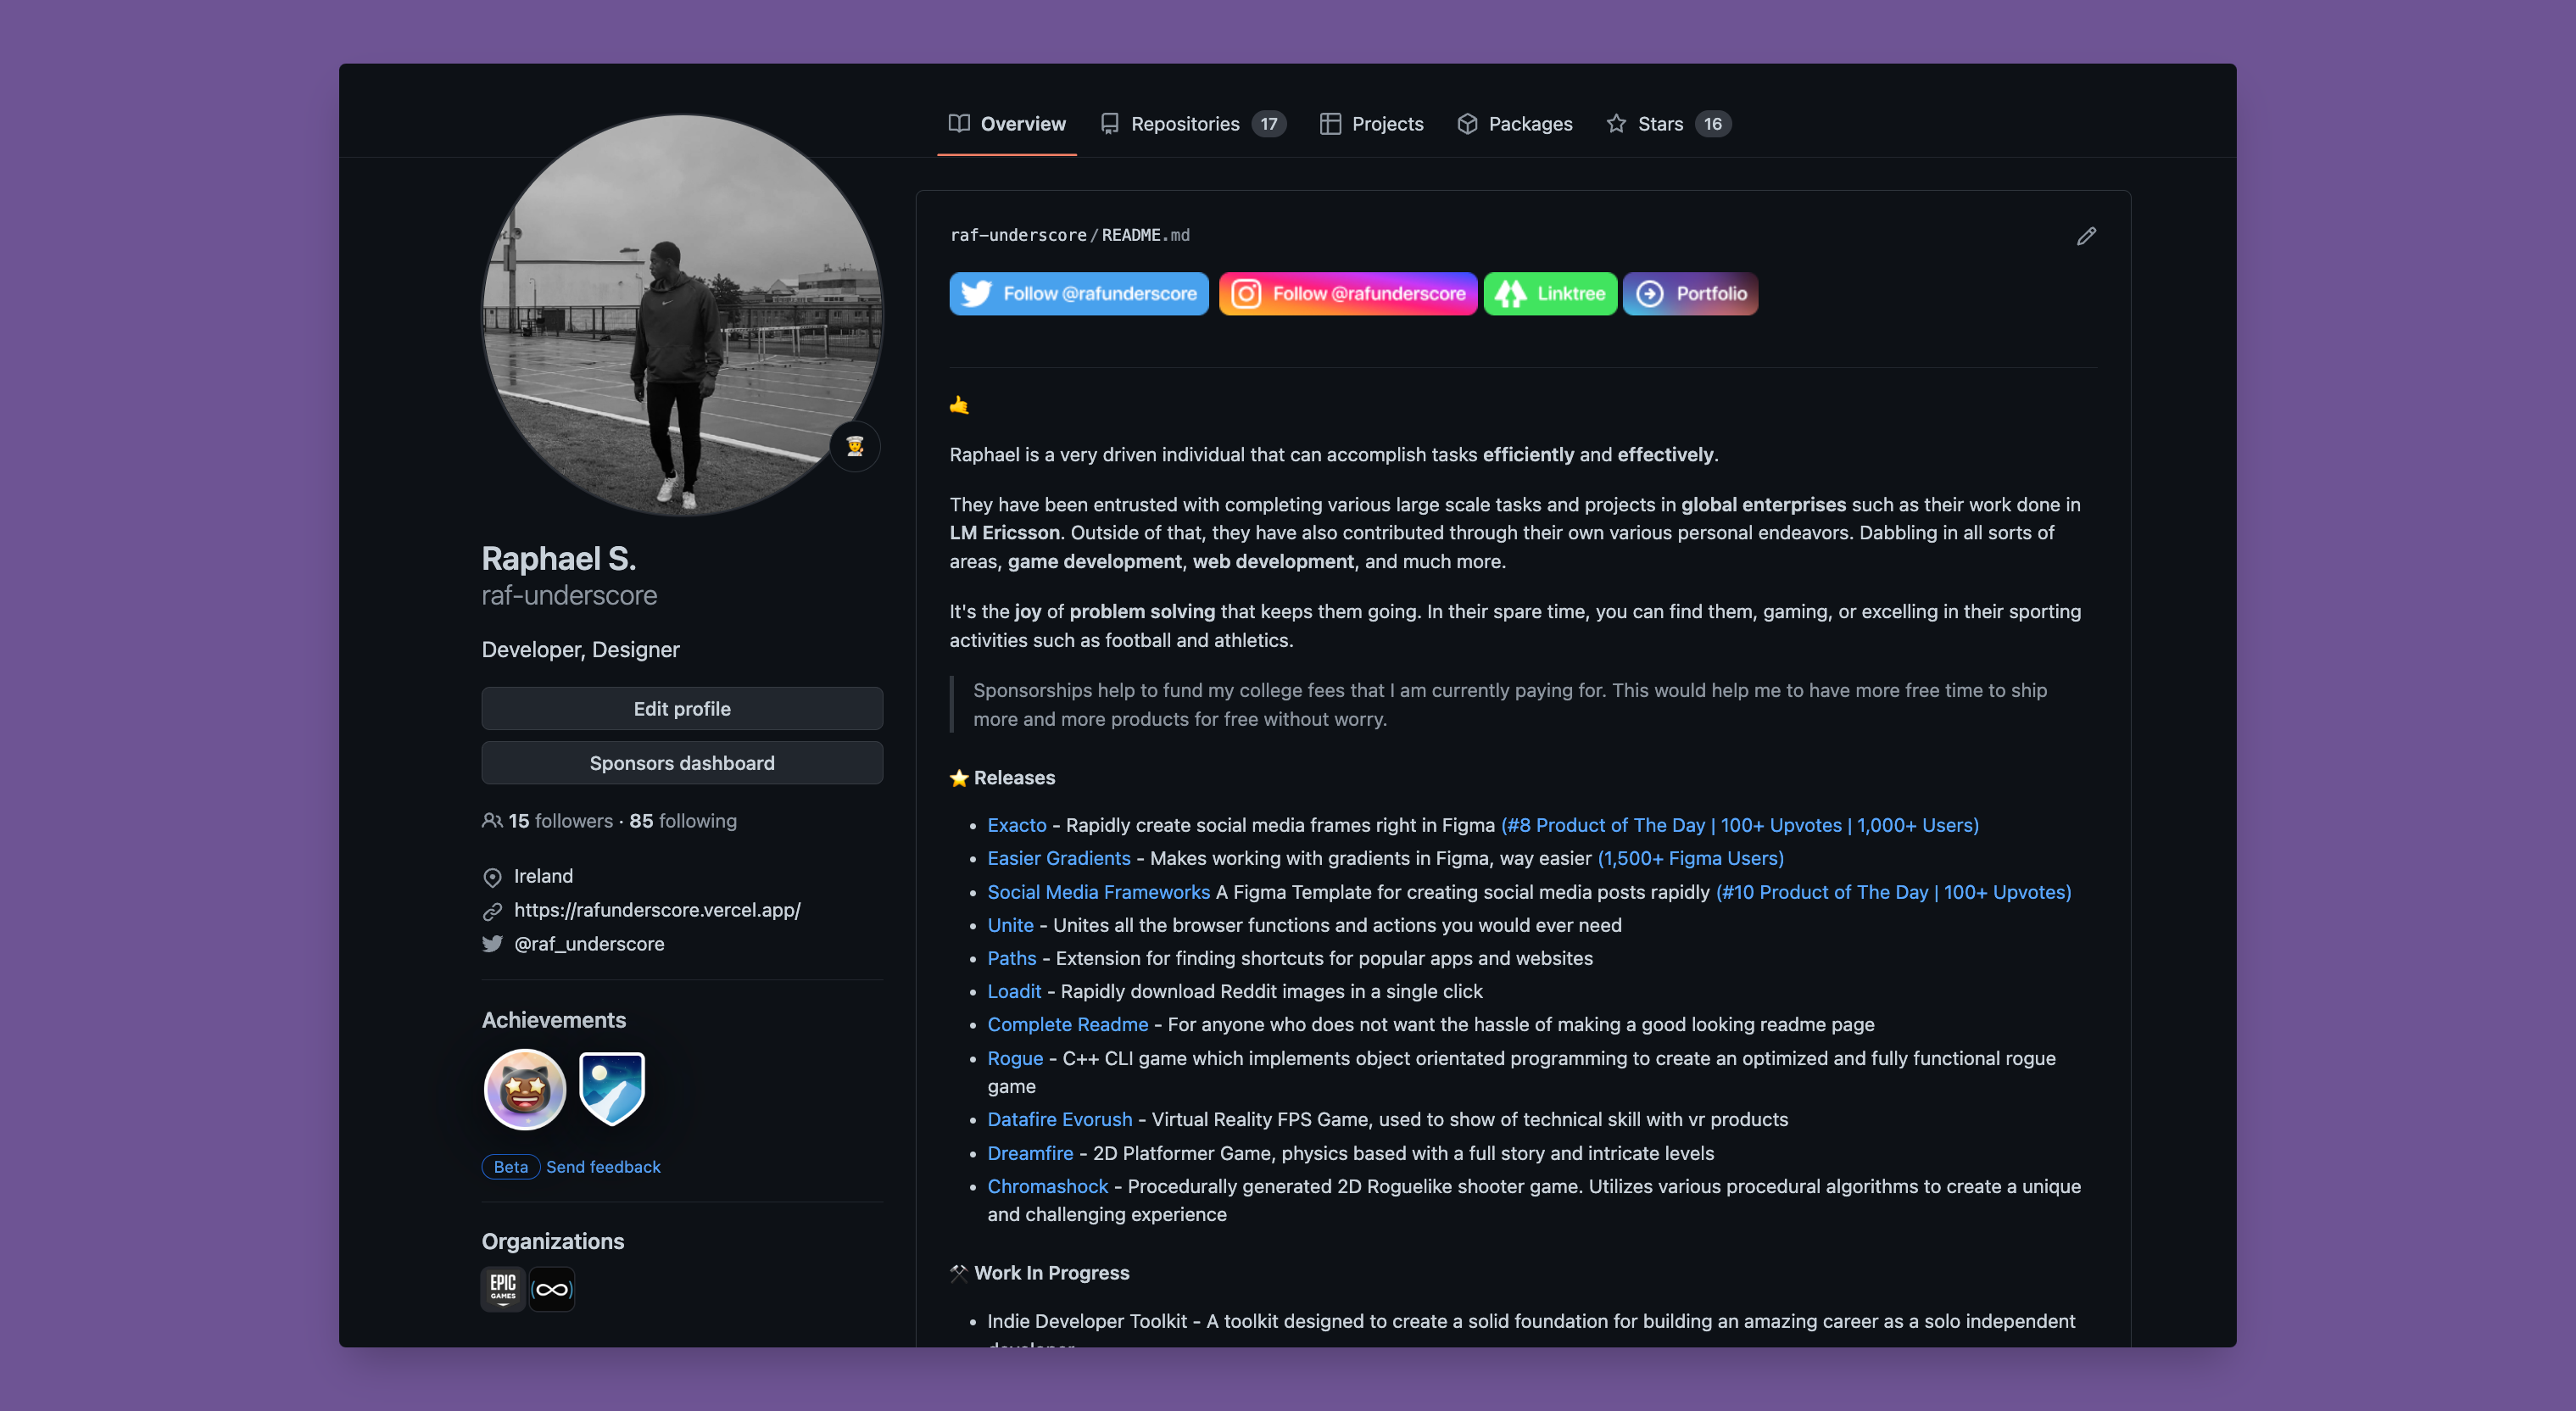 Overview Repositories 17 Projects Packages Stars 16
Raphael S.
raf-underscore
Developer, Designer
Edit profile
Sponsors dashboard
15 followers · 85 following
Ireland
https://rafunderscore.vercel.app/
@raf_underscore
Achievements
Beta Send feedback
Organizations
EPIC
GAMES
raf-underscore/README.md
Follow @rafunderscore Follow @rafunderscore Linktree Portfolio
Raphael is a very driven individual that can accomplish tasks efficiently and effectively.
They have been entrusted with completing various large scale tasks and projects in global enterprises such as their work done in
LM Ericsson. Outside of that, they have also contributed through their own various personal endeavors. Dabbling in all sorts of
areas, game development, web development, and much more.
It's the joy of problem solving that keeps them going. In their spare time, you can find them, gaming, or excelling in their sporting
activities such as football and athletics.
Sponsorships help to fund my college fees that I am currently paying for. This would help me to have more free time to ship
more and more products for free without worry.
⭐ Releases
• Exacto - Rapidly create social media frames right in Figma (#8 Product of The Day | 100+ Upvotes | 1,000+ Users)
• Easier Gradients - Makes working with gradients in Figma, way easier (1,500+ Figma Users)
• Social Media Frameworks A Figma Template for creating social media posts rapidly (#10 Product of The Day | 100+ Upvotes)
• Unite - Unites all the browser functions and actions you would ever need
• Paths - Extension for finding shortcuts for popular apps and websites
• Loadit - Rapidly download Reddit images in a single click
• Complete Readme - For anyone who does not want the hassle of making a good looking readme page
• Rogue - C++ CLI game which implements object orientated programming to create an optimized and fully functional rogue
game
• Datafire Evorush - Virtual Reality FPS Game, used to show of technical skill with vr products
• Dreamfire - 2D Platformer Game, physics based with a full story and intricate levels
• Chromashock - Procedurally generated 2D Roguelike shooter game. Utilizes various procedural algorithms to create a unique
and challenging experience
⚒ Work In Progress
• Indie Developer Toolkit - A toolkit designed to create a solid foundation for building an amazing career as a solo independent